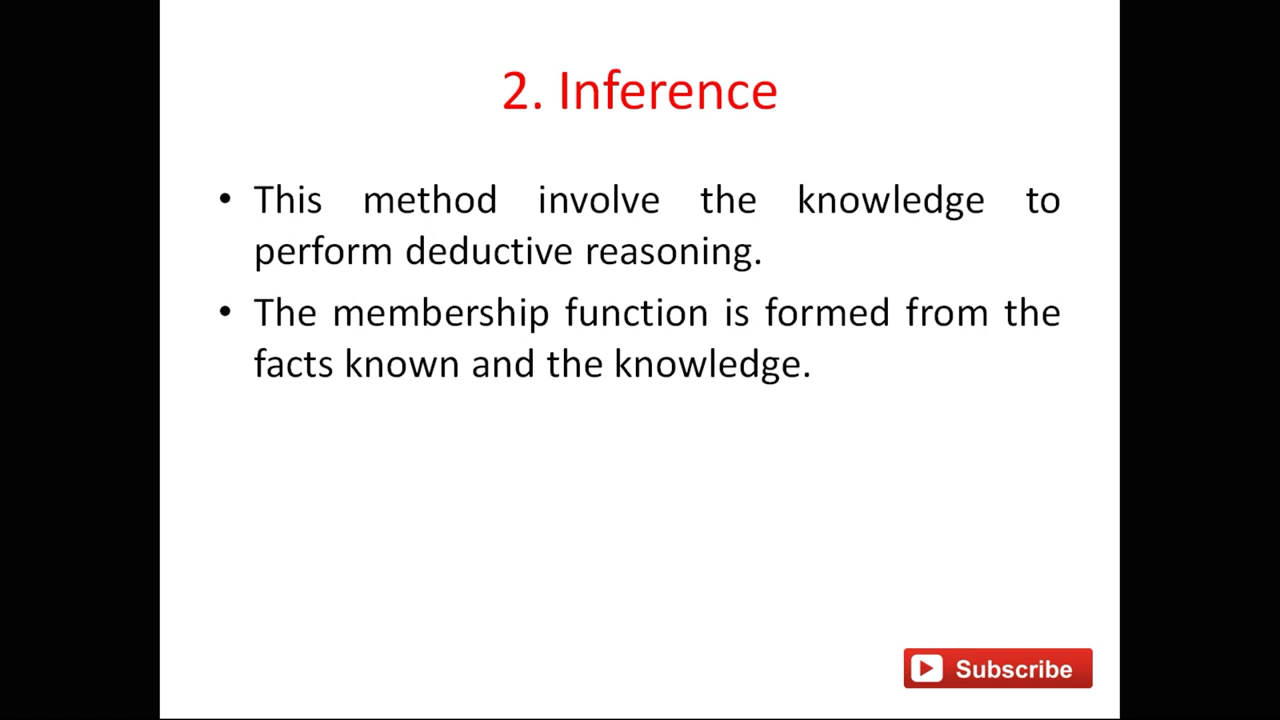 2. Inference
• This method involve the knowledge to
perform deductive reasoning.
• The membership function is formed from the
facts known and the knowledge.
Subscribe